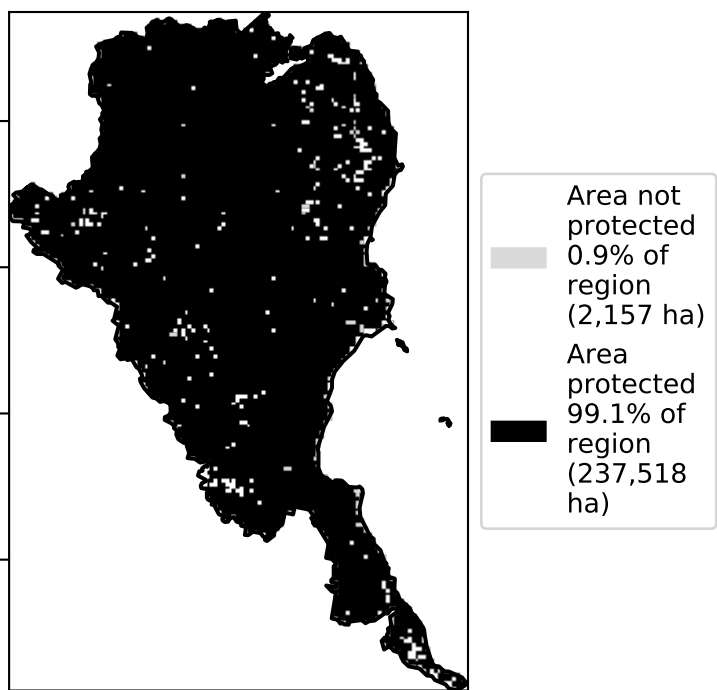 Area not
protected
0.9% of
region
(2,157 ha)
Area
protected
99.1% of
region
(237,518
ha)